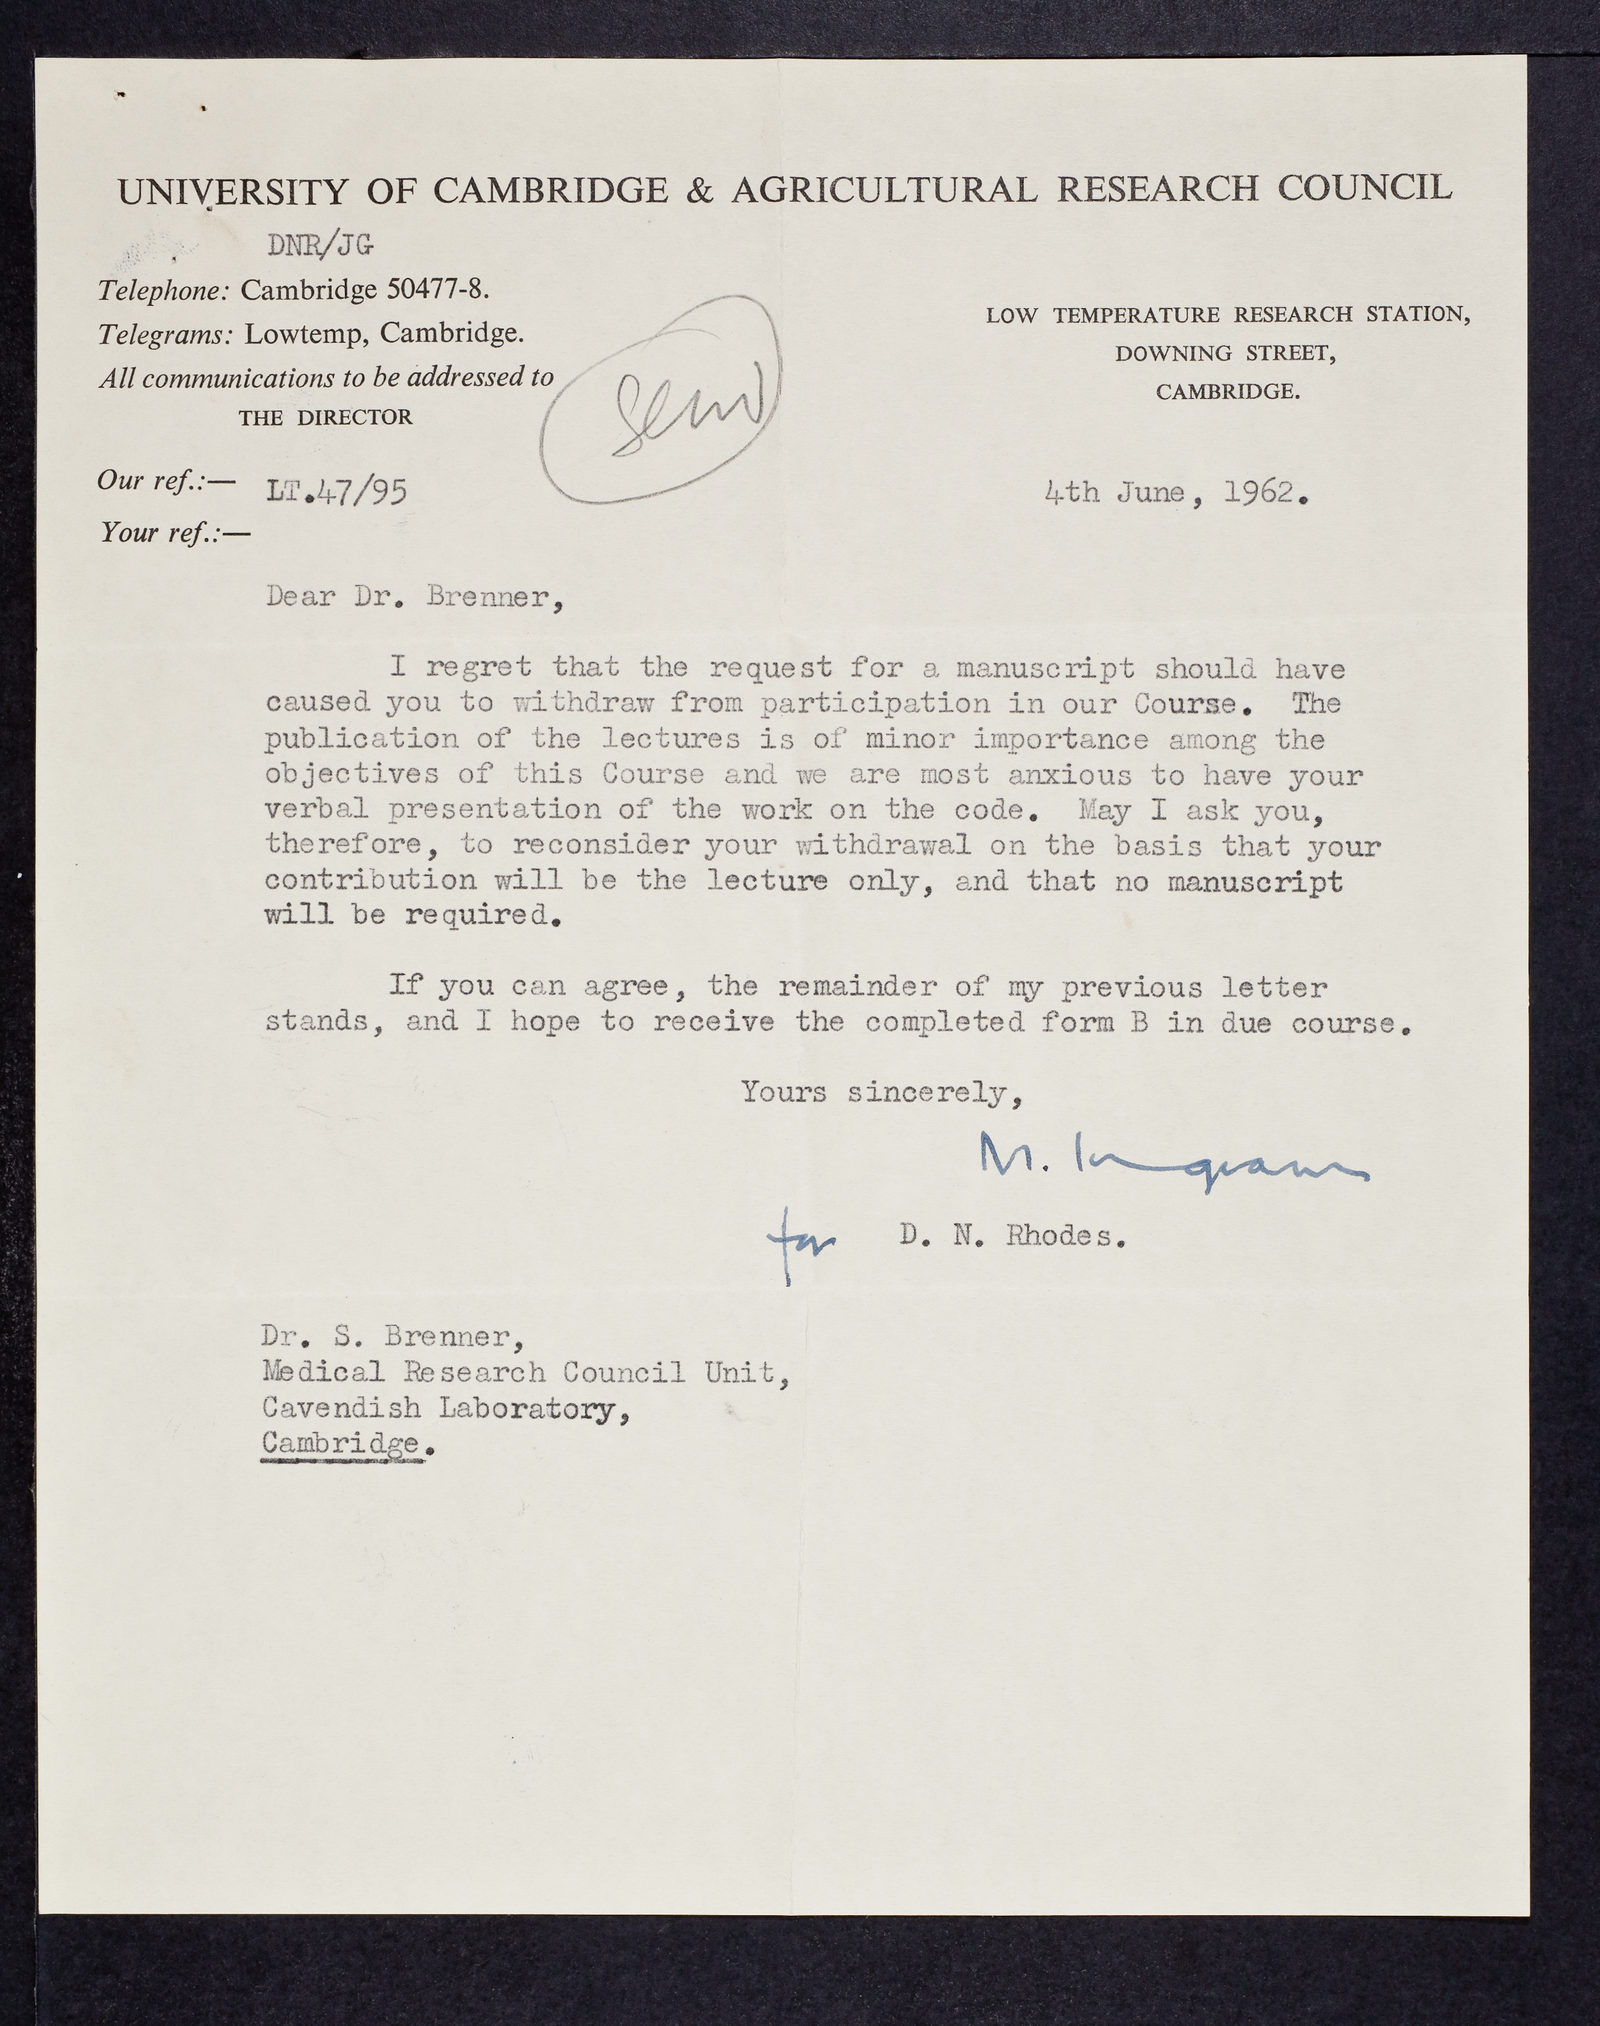 UNIVERSITY OF CAMBRIDGE & AGRICULTURAL RESEARCH COUNCIL
DNR/JG
Telephone: Cambridge 50477-8.
Telegrams: Lowtemp, Cambridge.
All communications to be addressed to
THE DIRECTOR
LOW TEMPERATURE RESEARCH STATION,
DOWNING STREET,
CAMBRIDGE.
Our ref.:— LT.47/95
4th June, 1962.
Your ref.:—
Dear Dr. Brenner,
I regret that the request for a manuscript should have
caused you to withdraw from participation in our Course. The
publication of the lectures is of minor importance among the
objectives of this Course and we are most anxious to have your
verbal presentation of the work on the code. May I ask you,
therefore, to reconsider your withdrawal on the basis that your
contribution will be the lecture only, and that no manuscript
will be required.
If you can agree, the remainder of my previous letter
stands, and I hope to receive the completed form B in due course.
Yours sincerely,
M. Ingram
for D. N. Rhodes.
Dr. S. Brenner,
Medical Research Council Unit,
Cavendish Laboratory,
Cambridge.